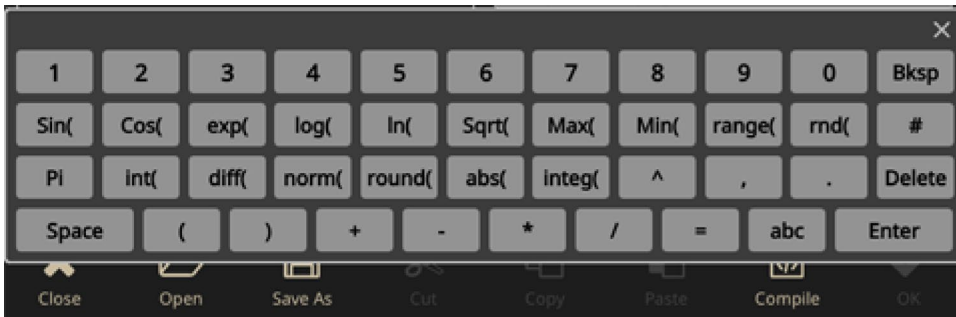 1 2 3 4 5 6 7 8 9 0 Bksp
Sin( Cos( exp( log( ln( Sqrt( Max( Min( range( rnd( #
Pi int( diff( norm( round( abs( integ( ^ , . Delete
Space ( ) + - * / = abc Enter
Close Open Save As Cut Copy Paste Compile OK